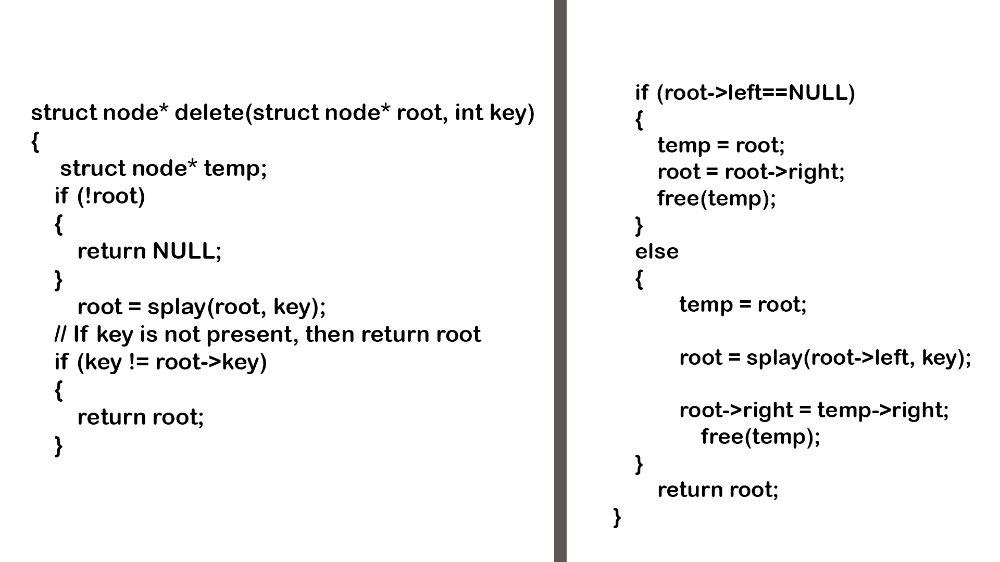 struct node* delete(struct node* root, int key)
{
struct node* temp;
if (!root)
{
return NULL;
}
root = splay(root, key);
// If key is not present, then return root
if (key != root->key)
{
return root;
}
if (root->left==NULL)
{
temp = root;
root = root->right;
free(temp);
}
else
{
temp = root;
root = splay(root->left, key);
root->right = temp->right;
free(temp);
}
return root;
}